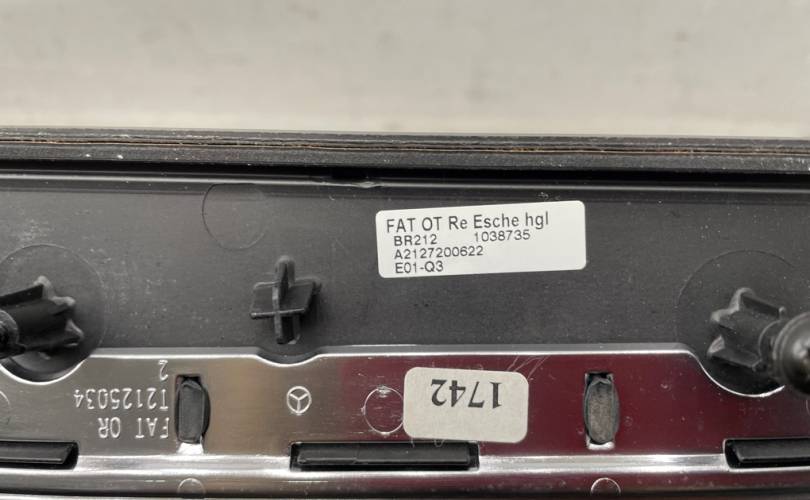 FAT OT Re Esche hgl
BR212 1038735
A2127200622
E01-Q3
1742
FAT OR
T2125034
2